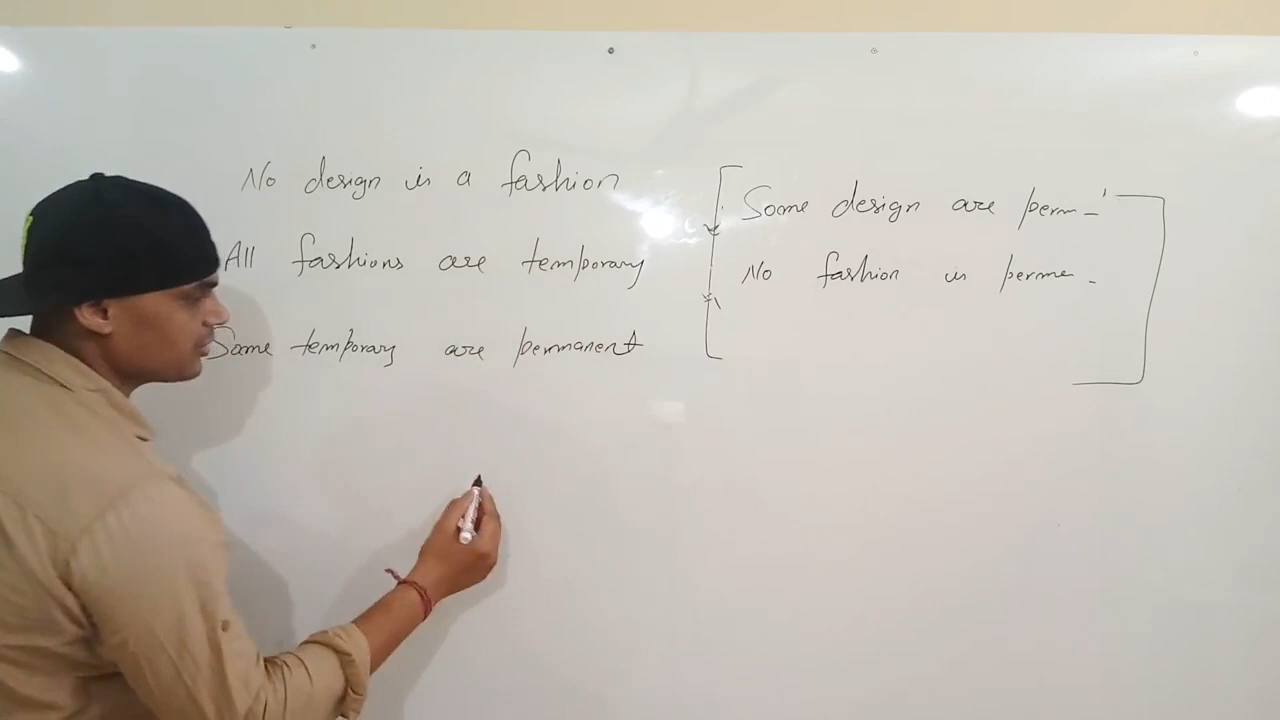 No design is a fashion
All fashions are temporary
Some temporary are permanent
Some design are perm-
No fashion is perme-